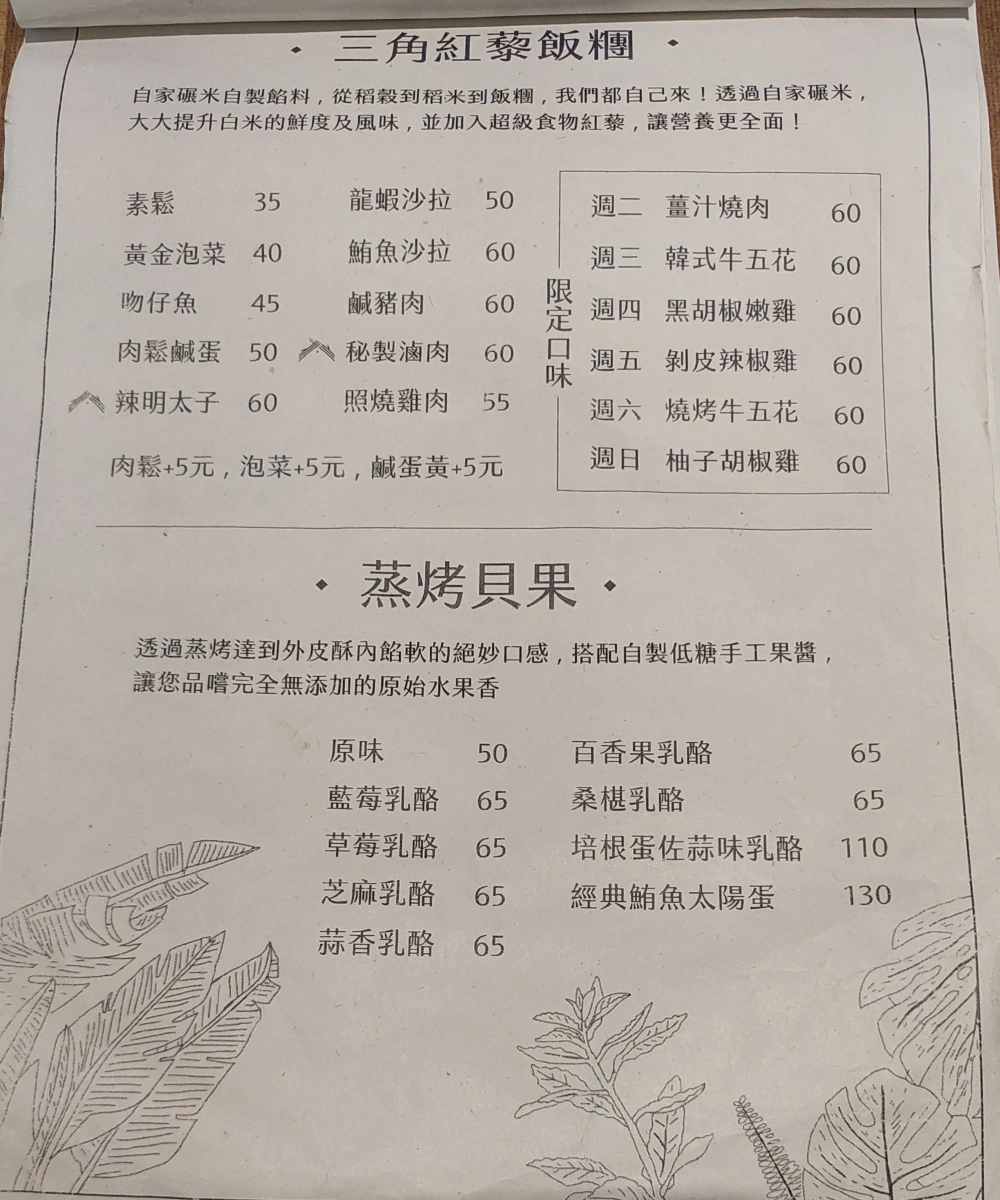 三角紅藜飯糰
自家碾米自製餡料，從稻穀到稻米到飯糰，我們都自己來！透過自家碾米，
大大提升白米的鮮度及風味，並加入超級食物紅藜，讓營養更全面！
素鬆 35
黃金泡菜 40
吻仔魚 45
肉鬆鹹蛋 50
辣明太子 60
龍蝦沙拉 50
鮪魚沙拉 60
鹹豬肉 60
秘製滷肉 60
照燒雞肉 55
肉鬆+5元，泡菜+5元，鹹蛋黃+5元
限定口味
週二 薑汁燒肉 60
週三 韓式牛五花 60
週四 黑胡椒嫩雞 60
週五 剝皮辣椒雞 60
週六 燒烤牛五花 60
週日 柚子胡椒雞 60
蒸烤貝果
透過蒸烤達到外皮酥內餡軟的絕妙口感，搭配自製低糖手工果醬，
讓您品嚐完全無添加的原始水果香
原味 50
藍莓乳酪 65
草莓乳酪 65
芝麻乳酪 65
蒜香乳酪 65
百香果乳酪 65
桑椹乳酪 65
培根蛋佐蒜味乳酪 110
經典鮪魚太陽蛋 130